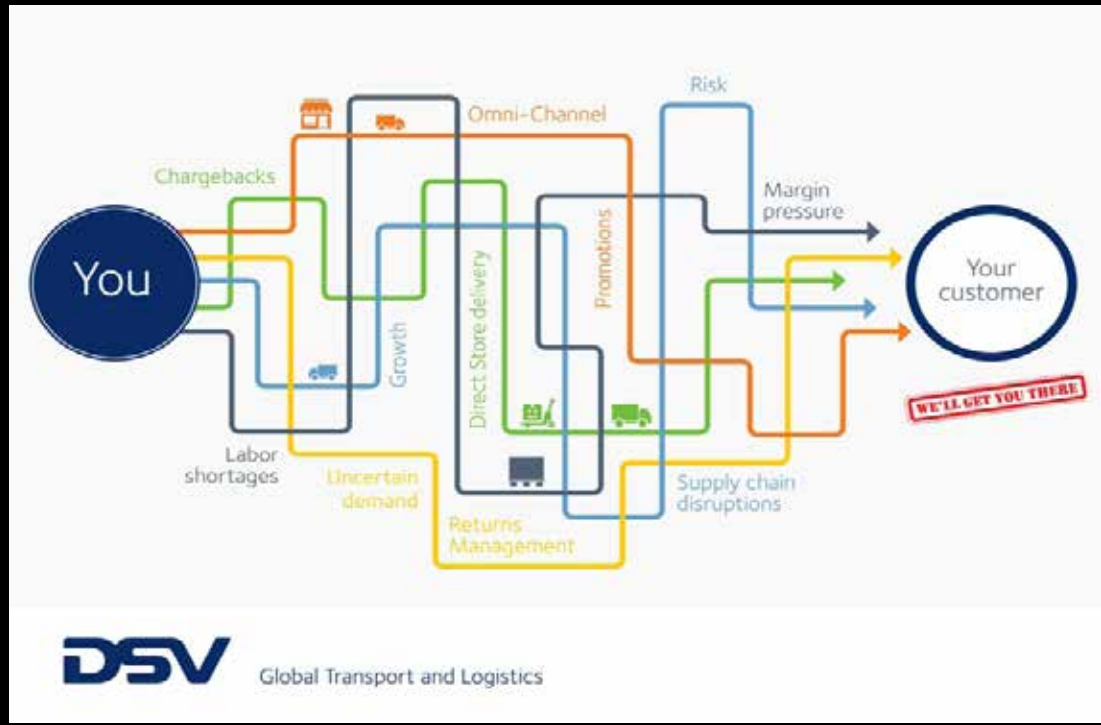 Risk
Omni-Channel
Chargebacks
Margin
pressure
You
Promotions
Your
customer
Direct Store delivery
Growth
WE'LL GET YOU THERE
Labor
shortages
Uncertain
demand
Supply chain
disruptions
Returns
Management
DSV
Global Transport and Logistics